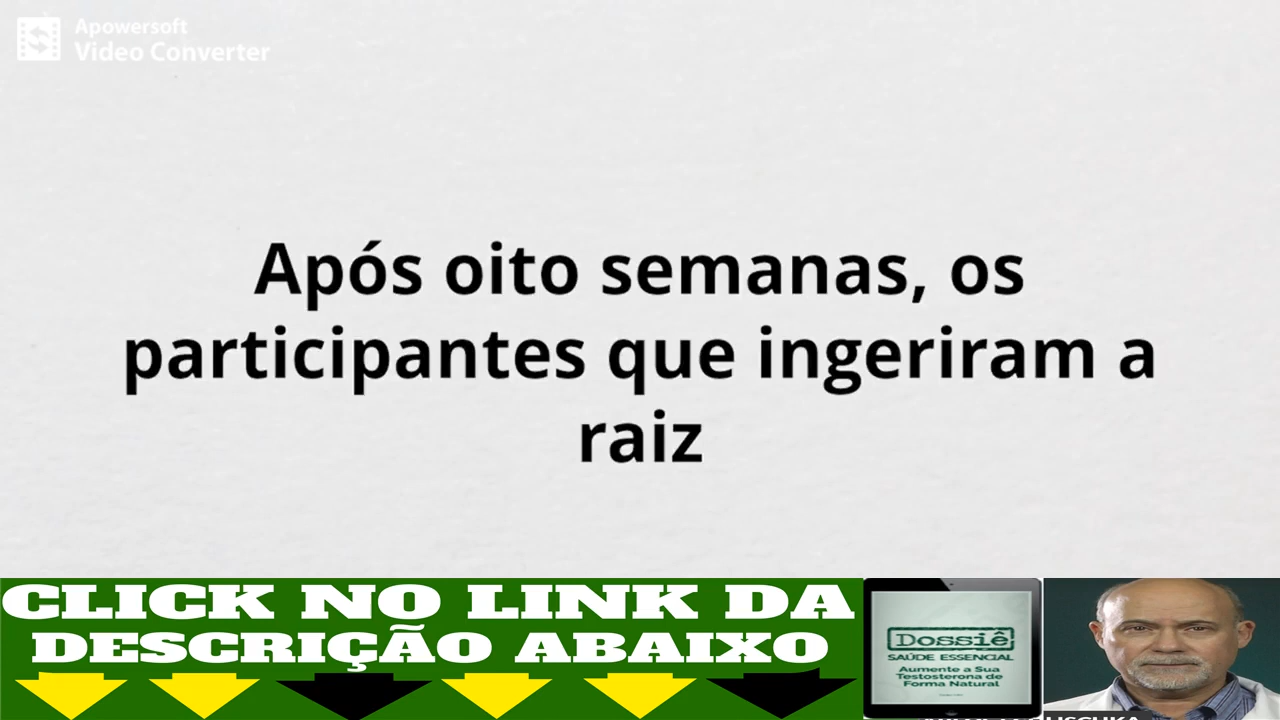 Apowersoft
Video Converter
Após oito semanas, os
participantes que ingeriram a
raiz
CLICK NO LINK DA
DESCRIÇÃO ABAIXO
Dossiê
SAÚDE ESSENCIAL
Aumente a Sua
Testosterona de
Forma Natural